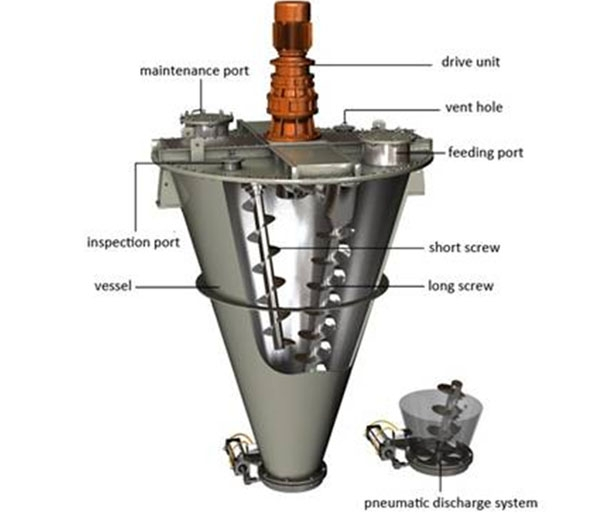 drive unit
maintenance port
vent hole
feeding port
inspection port
short screw
vessel
long screw
pneumatic discharge system